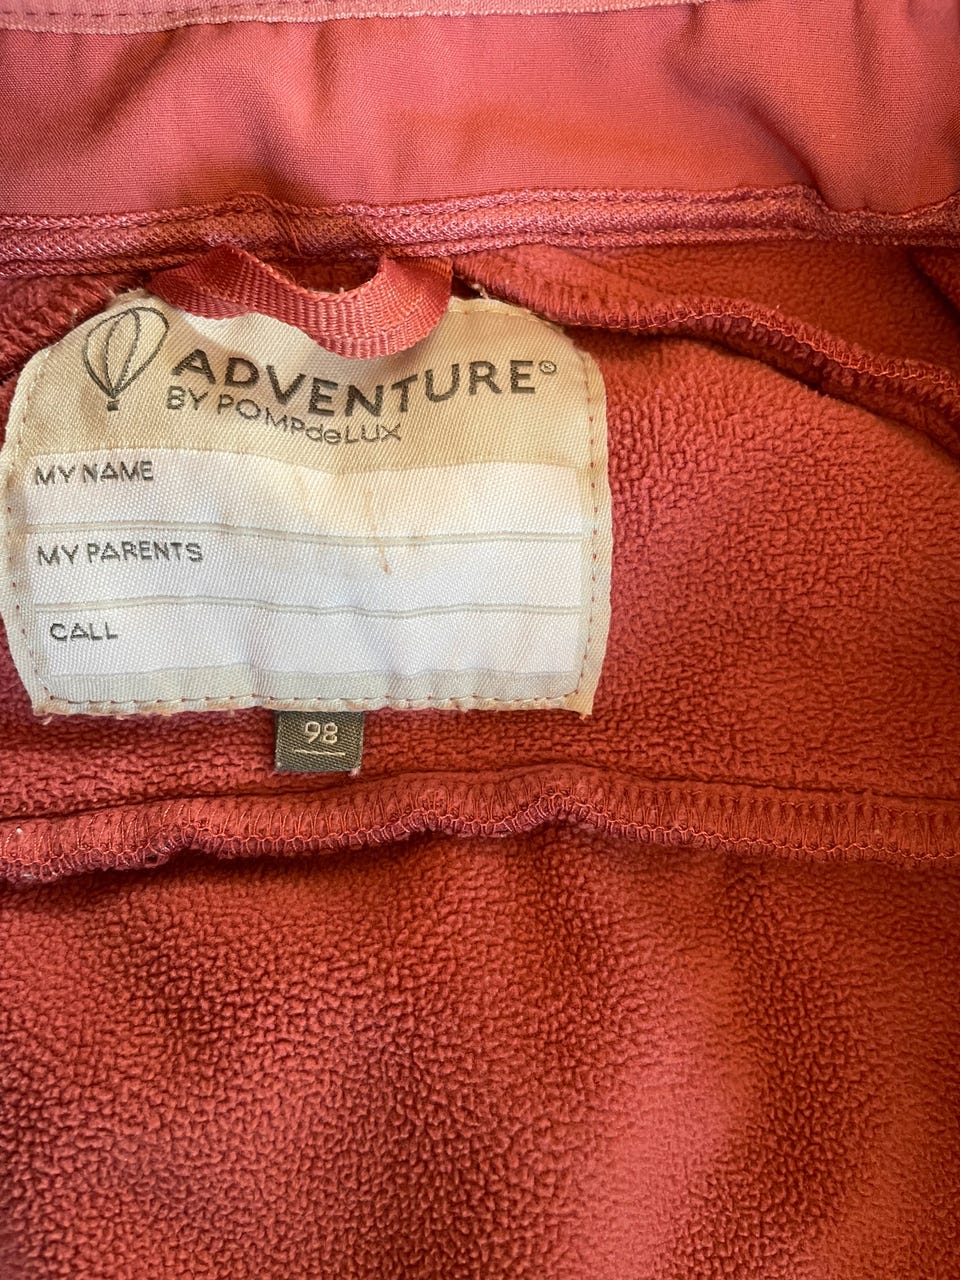 ADVENTURE®
BY POMPdeLUX
MY NAME
MY PARENTS
CALL
98